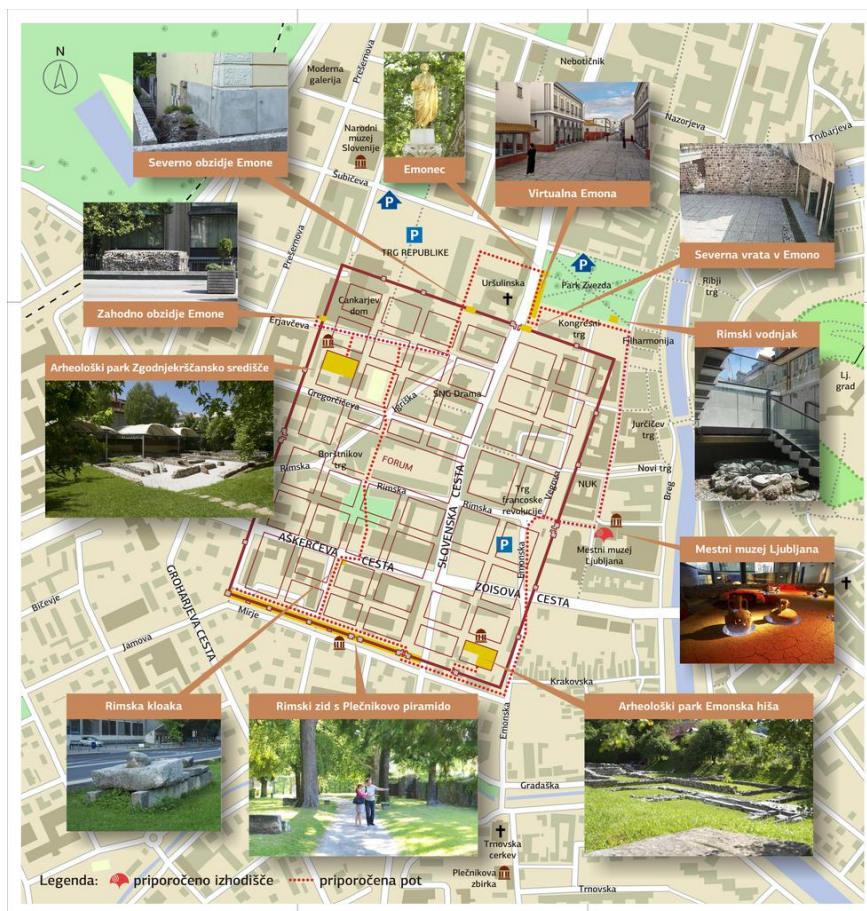 N
Moderna
galerija
Prešernova
Nebotičnik
Nazorjeva
Trubarjeva
Narodni
muzej
Slovenije
Severno obzidje Emone
Emonec
Virtualna Emona
Šubičeva
P
P
TRG REPUBLIKE
P
Severna vrata v Emono
Prešernova
Uršulinska
Park Zvezda
Ribji
trg
Cankarjev
dom
Zahodno obzidje Emone
Erjavčeva
Kongresni
trg
Filharmonija
Rimski vodnjak
Arheološki park Zgodnjekrščansko središče
Lj.
grad
SNG Drama
Gregorčičeva
Igriška
Jurčičev
trg
Borštnikov
trg
FORUM
Rimska
Rimska
Rimska
SLOVENSKA CESTA
Trg
francoske
revolucije
Vegova
NUK
Novi trg
Breg
AŠKERČEVA CESTA
P
Emonska
Mestni muzej
Ljubljana
Mestni muzej Ljubljana
ZOISOVA CESTA
GROHARJEVA CESTA
Bičevje
Jamova
Mirje
Krakovska
Rimska kloaka
Rimski zid s Plečnikovo piramido
Emonska
Arheološki park Emonska hiša
Gradaška
Trnovska
cerkev
Plečnikova
zbirka
Trnovska
Legenda: priporočeno izhodišče priporočena pot